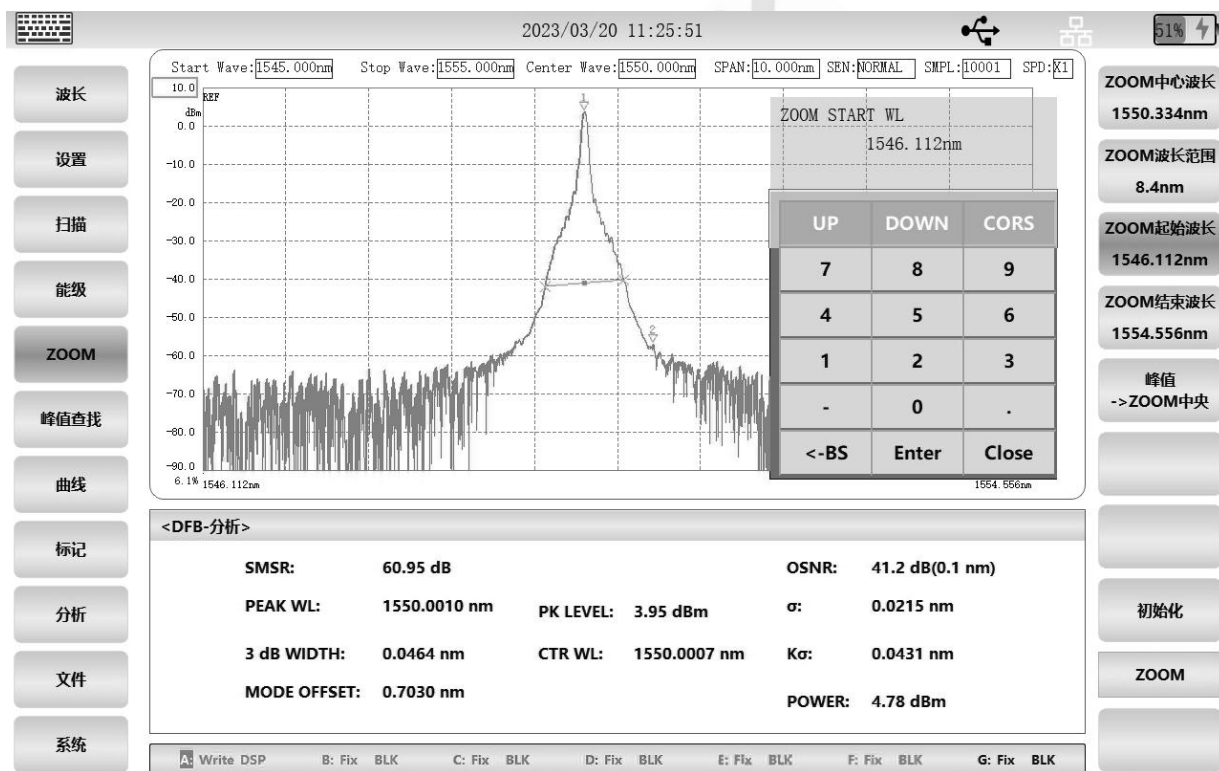 2023/03/20 11:25:51
51%
波长
设置
扫描
能级
ZOOM
峰值查找
曲线
标记
分析
文件
系统
Start Wave:1545.000nm Stop Wave:1555.000nm Center Wave:1550.000nm SPAN:10.000nm SEN:NORMAL SMPL:10001 SPD:X1
10.0
REF
dBm
0.0
-10.0
-20.0
-30.0
-40.0
-50.0
-60.0
-70.0
-80.0
-90.0
6.1%
1546.112nm
1554.556nm
1
2
ZOOM START WL
1546.112nm
UP DOWN CORS
7 8 9
4 5 6
1 2 3
- 0 .
<-BS Enter Close
<DFB-分析>
SMSR: 60.95 dB OSNR: 41.2 dB(0.1 nm)
PEAK WL: 1550.0010 nm PK LEVEL: 3.95 dBm σ: 0.0215 nm
3 dB WIDTH: 0.0464 nm CTR WL: 1550.0007 nm Kσ: 0.0431 nm
MODE OFFSET: 0.7030 nm POWER: 4.78 dBm
A: Write DSP B: Fix BLK C: Fix BLK D: Fix BLK E: Fix BLK F: Fix BLK G: Fix BLK
ZOOM中心波长
1550.334nm
ZOOM波长范围
8.4nm
ZOOM起始波长
1546.112nm
ZOOM结束波长
1554.556nm
峰值
->ZOOM中央
初始化
ZOOM